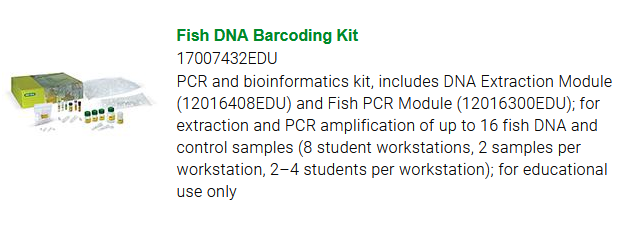 Fish DNA Barcoding Kit
17007432EDU
PCR and bioinformatics kit, includes DNA Extraction Module
(12016408EDU) and Fish PCR Module (12016300EDU); for
extraction and PCR amplification of up to 16 fish DNA and
control samples (8 student workstations, 2 samples per
workstation, 2–4 students per workstation); for educational
use only